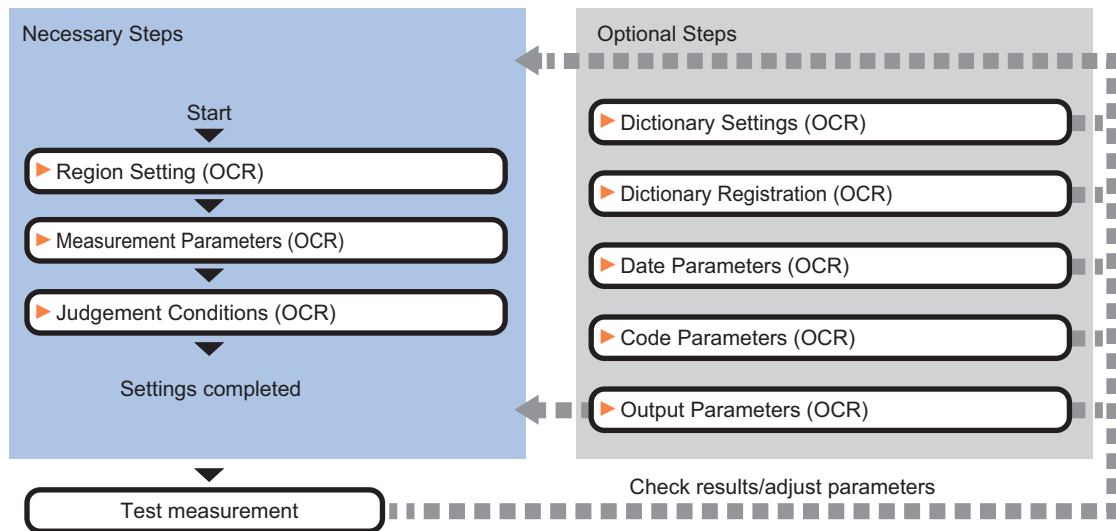 Necessary Steps
Start
Region Setting (OCR)
Measurement Parameters (OCR)
Judgement Conditions (OCR)
Settings completed
Test measurement
Optional Steps
Dictionary Settings (OCR)
Dictionary Registration (OCR)
Date Parameters (OCR)
Code Parameters (OCR)
Output Parameters (OCR)
Check results/adjust parameters